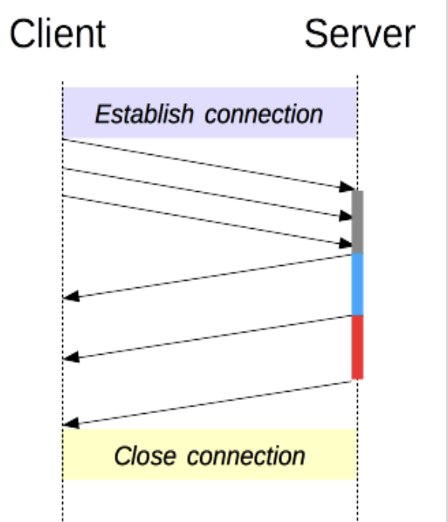 Client Server
Establish connection
Close connection